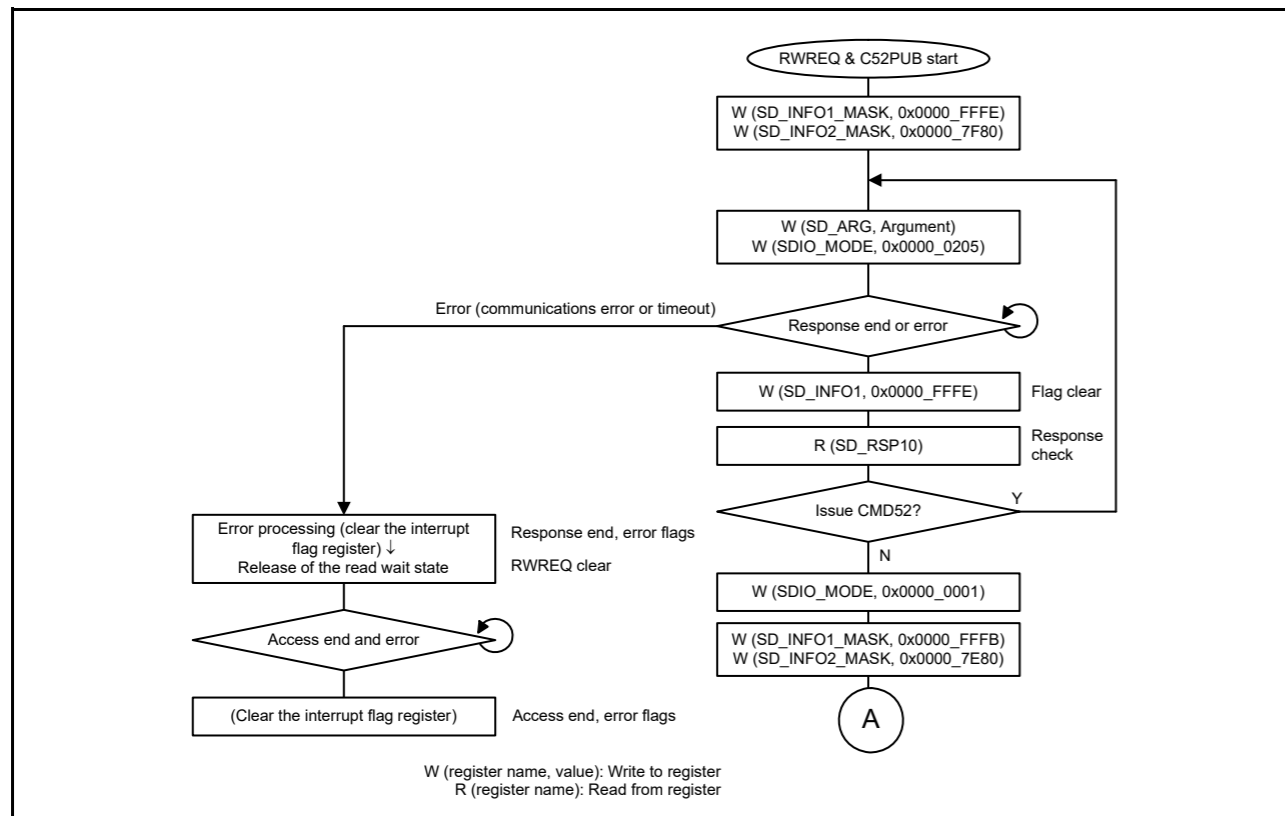 RWREQ & C52PUB start
W (SD_INFO1_MASK, 0x0000_FFFE)
W (SD_INFO2_MASK, 0x0000_7F80)
W (SD_ARG, Argument)
W (SDIO_MODE, 0x0000_0205)
Error (communications error or timeout)
Response end or error
W (SD_INFO1, 0x0000_FFFE)
Flag clear
R (SD_RSP10)
Response
check
Issue CMD52?
Y
N
Error processing (clear the interrupt
flag register) ↓
Release of the read wait state
Response end, error flags
RWREQ clear
W (SDIO_MODE, 0x0000_0001)
Access end and error
W (SD_INFO1_MASK, 0x0000_FFFB)
W (SD_INFO2_MASK, 0x0000_7E80)
(Clear the interrupt flag register)
Access end, error flags
A
W (register name, value): Write to register
R (register name): Read from register